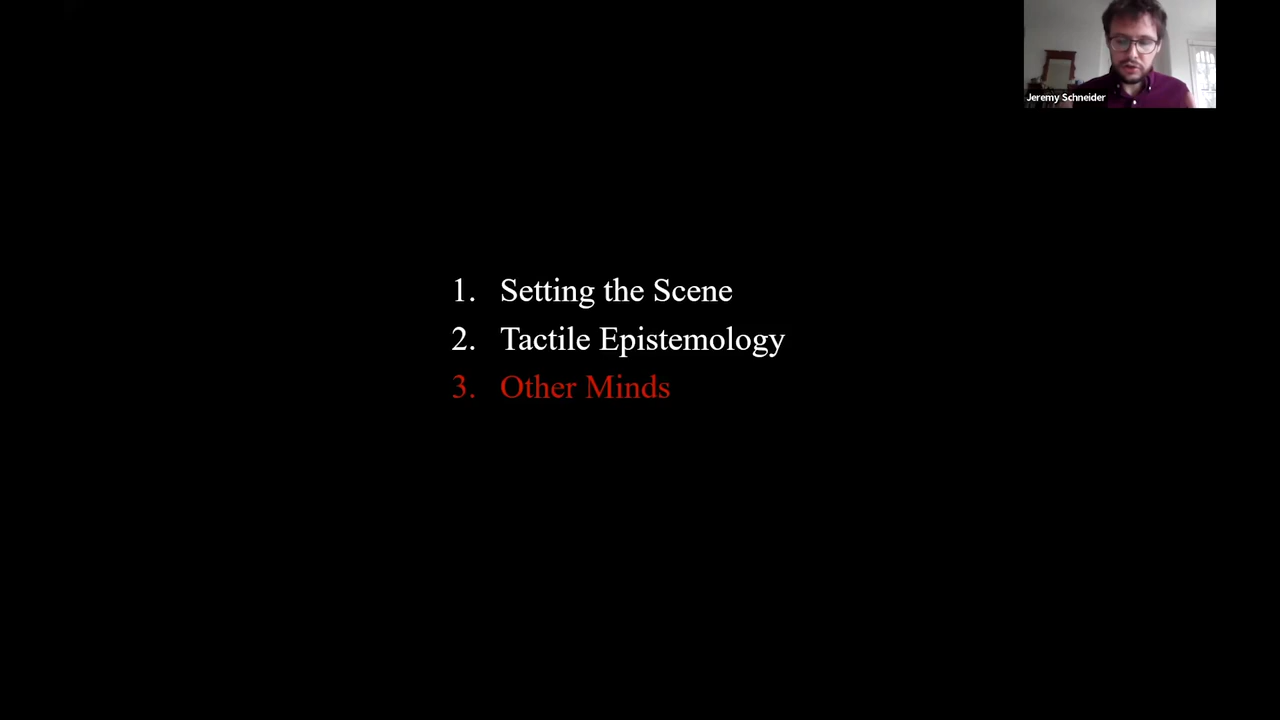 Jeremy Schneider
1. Setting the Scene
2. Tactile Epistemology
3. Other Minds